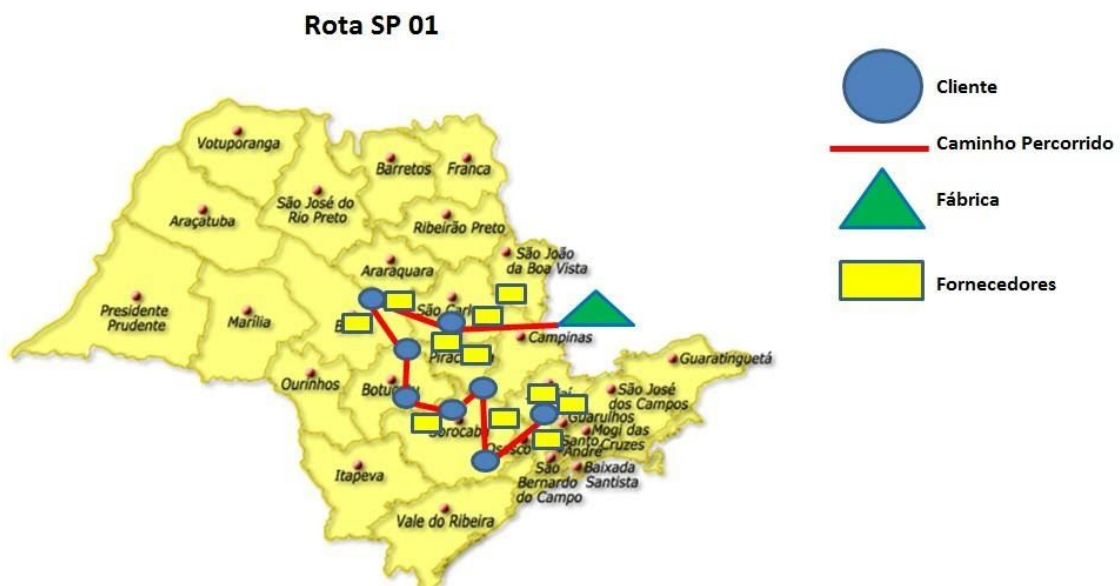 Rota SP 01
Cliente
Caminho Percorrido
Fábrica
Fornecedores
Votuporanga
Barretos
Franca
São José do
Rio Preto
Araçatuba
Ribeirão Preto
São João
da Boa Vista
Araraquara
Presidente
Prudente
Marília
Campinas
Guaratinguetá
Ourinhos
São José
dos Campos
Guarulhos
Mogi das
Cruzes
Santo
André
São
Bernardo
do Campo
Baixada
Santista
Itapeva
Vale do Ribeira